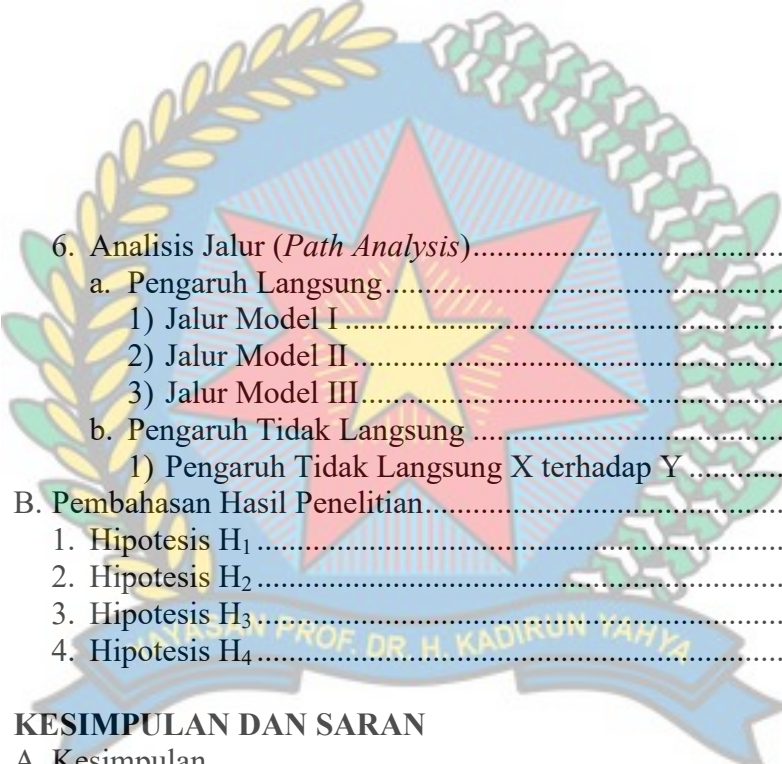 6. Analisis Jalur (Path Analysis)..............................
a. Pengaruh Langsung.......................................
1) Jalur Model I ..........................................
2) Jalur Model II .........................................
3) Jalur Model III.........................................
b. Pengaruh Tidak Langsung ..............................
1) Pengaruh Tidak Langsung X terhadap Y ..........
B. Pembahasan Hasil Penelitian..................................
1. Hipotesis H₁ ..................................................
2. Hipotesis H₂ ..................................................
3. Hipotesis H₃ ..................................................
4. Hipotesis H₄ ..................................................
YAYASAN PROF. DR. H. KADIRUN YAHYA
KESIMPULAN DAN SARAN
A. Kesimpulan